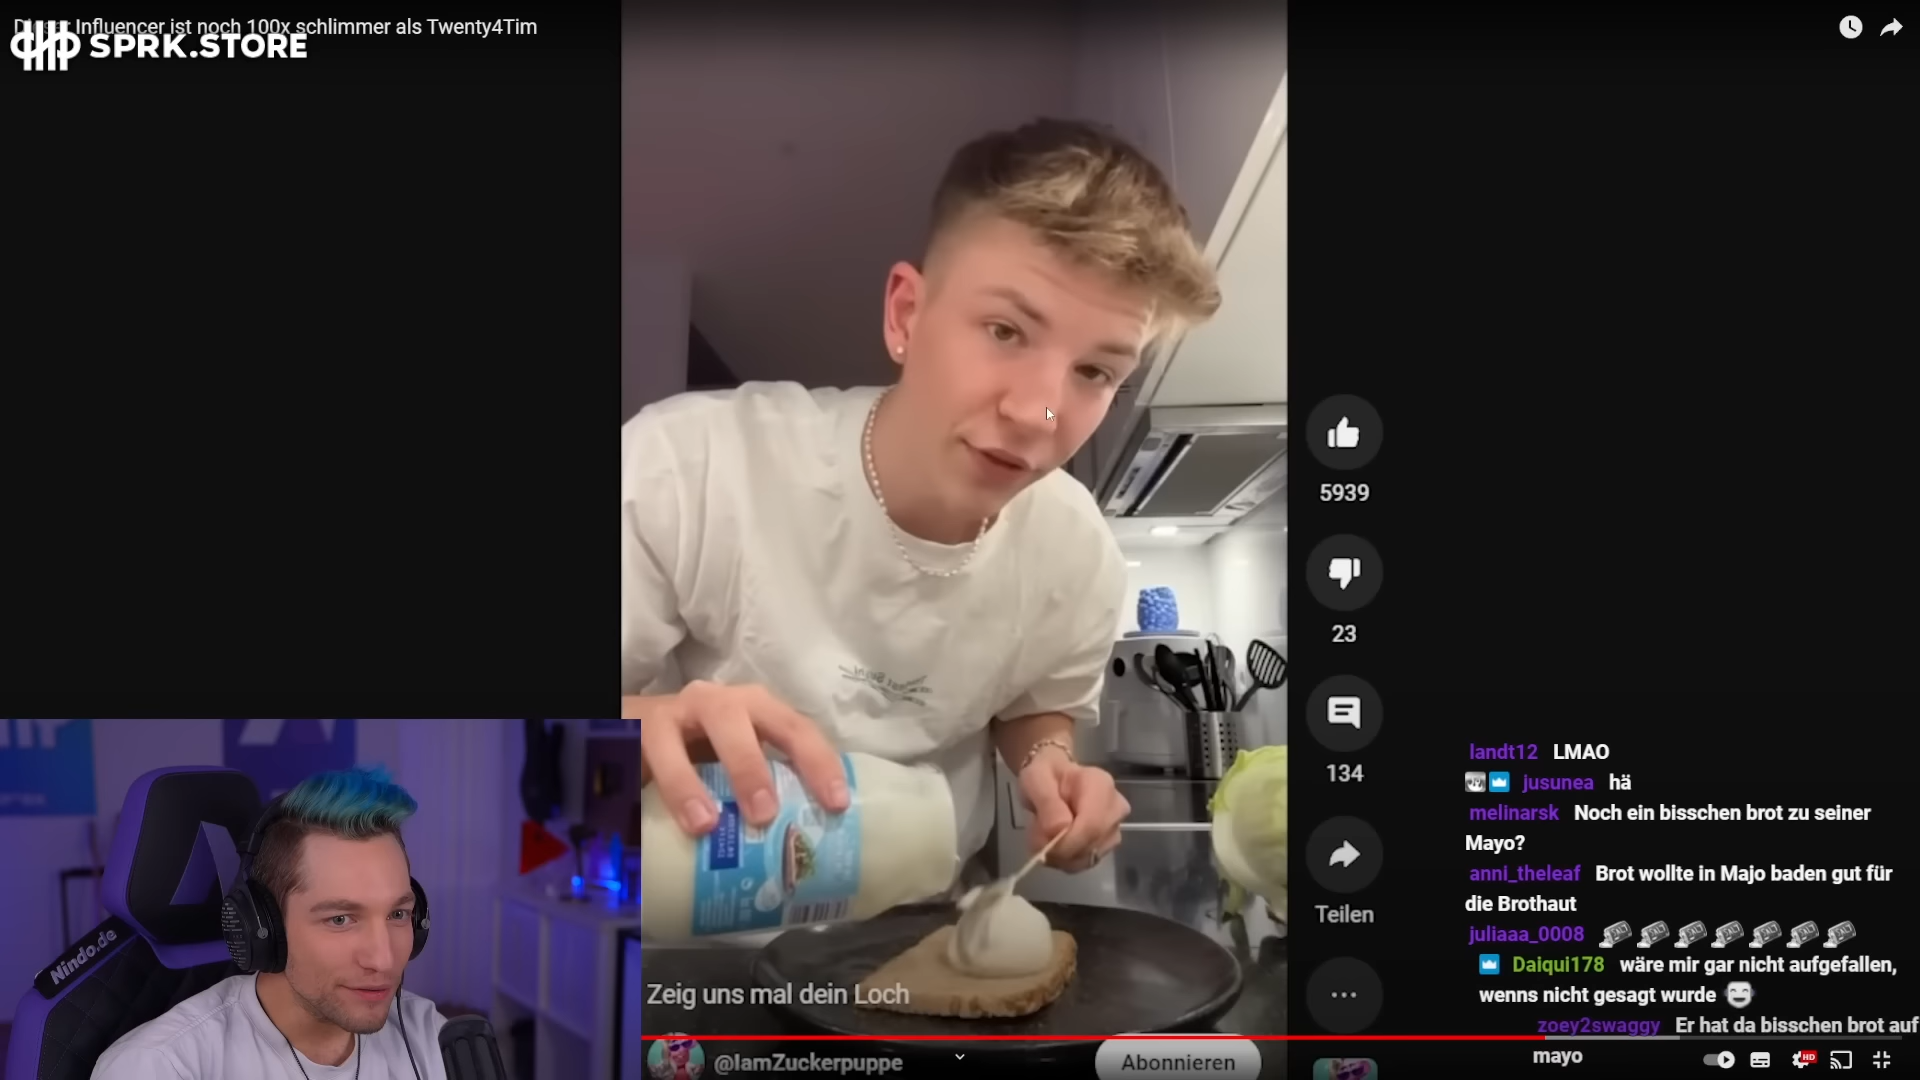 Influencer ist noch 100x schlimmer als Twenty4Tim
SPRK.STORE
5939
23
134
Teilen
Zeig uns mal dein Loch
@IamZuckerpuppe
Abonnieren
Nindo.de
landt12 LMAO
jusunea hä
melinarsk Noch ein bisschen brot zu seiner
Mayo?
anni_theleaf Brot wollte in Majo baden gut für
die Brothaut
juliaaa_0008
Daiqui178 wäre mir gar nicht aufgefallen,
wenns nicht gesagt wurde
zoey2swaggy Er hat da bisschen brot auf
mayo
HD